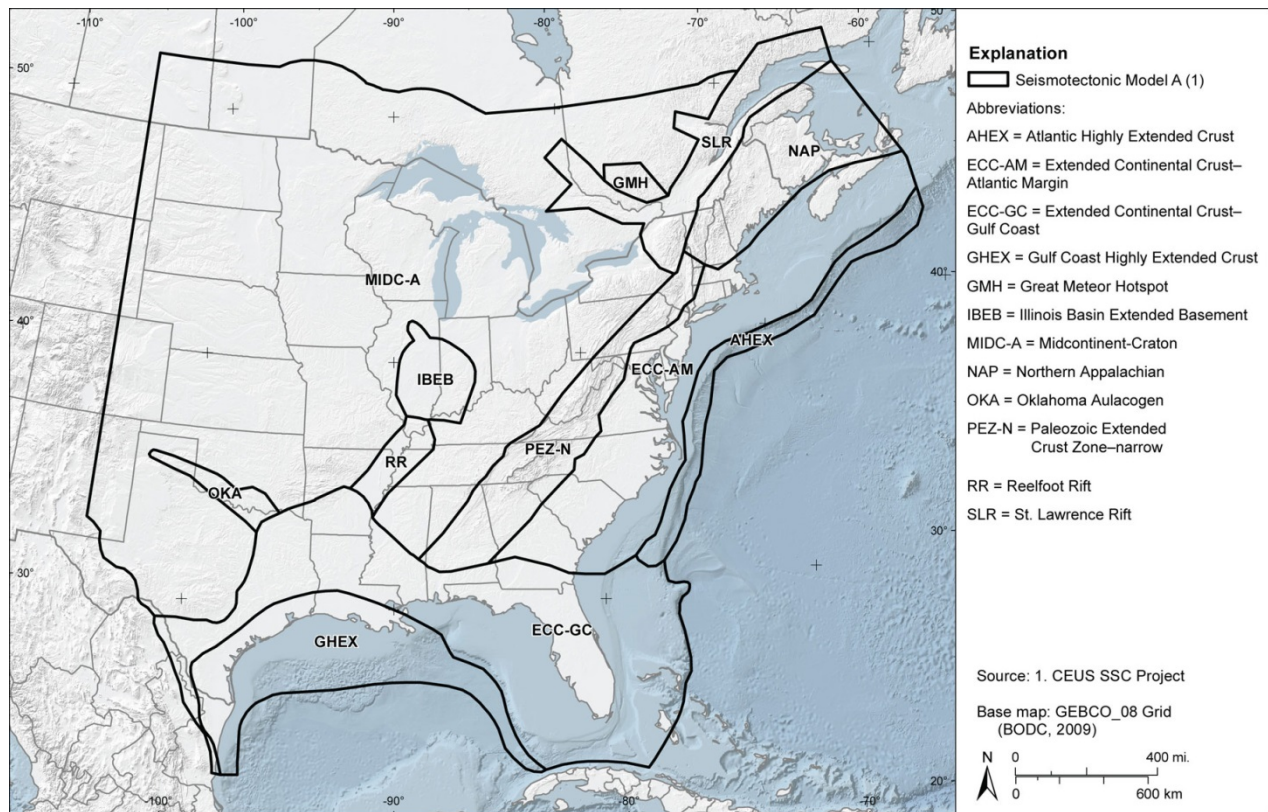 -110°
-100°
-90°
-80°
-70°
-60°
50°
50°
40°
40°
30°
30°
20°
20°
-100°
-90°
-80°
-70°
SLR
NAP
GMH
MIDC-A
AHEX
ECC-AM
IBEB
PEZ-N
RR
OKA
ECC-GC
GHEX
Explanation
Seismotectonic Model A (1)
Abbreviations:
AHEX = Atlantic Highly Extended Crust
ECC-AM = Extended Continental Crust–
Atlantic Margin
ECC-GC = Extended Continental Crust–
Gulf Coast
GHEX = Gulf Coast Highly Extended Crust
GMH = Great Meteor Hotspot
IBEB = Illinois Basin Extended Basement
MIDC-A = Midcontinent-Craton
NAP = Northern Appalachian
OKA = Oklahoma Aulacogen
PEZ-N = Paleozoic Extended
Crust Zone–narrow
RR = Reelfoot Rift
SLR = St. Lawrence Rift
Source: 1. CEUS SSC Project
Base map: GEBCO_08 Grid
(BODC, 2009)
N
0 400 mi.
0 600 km